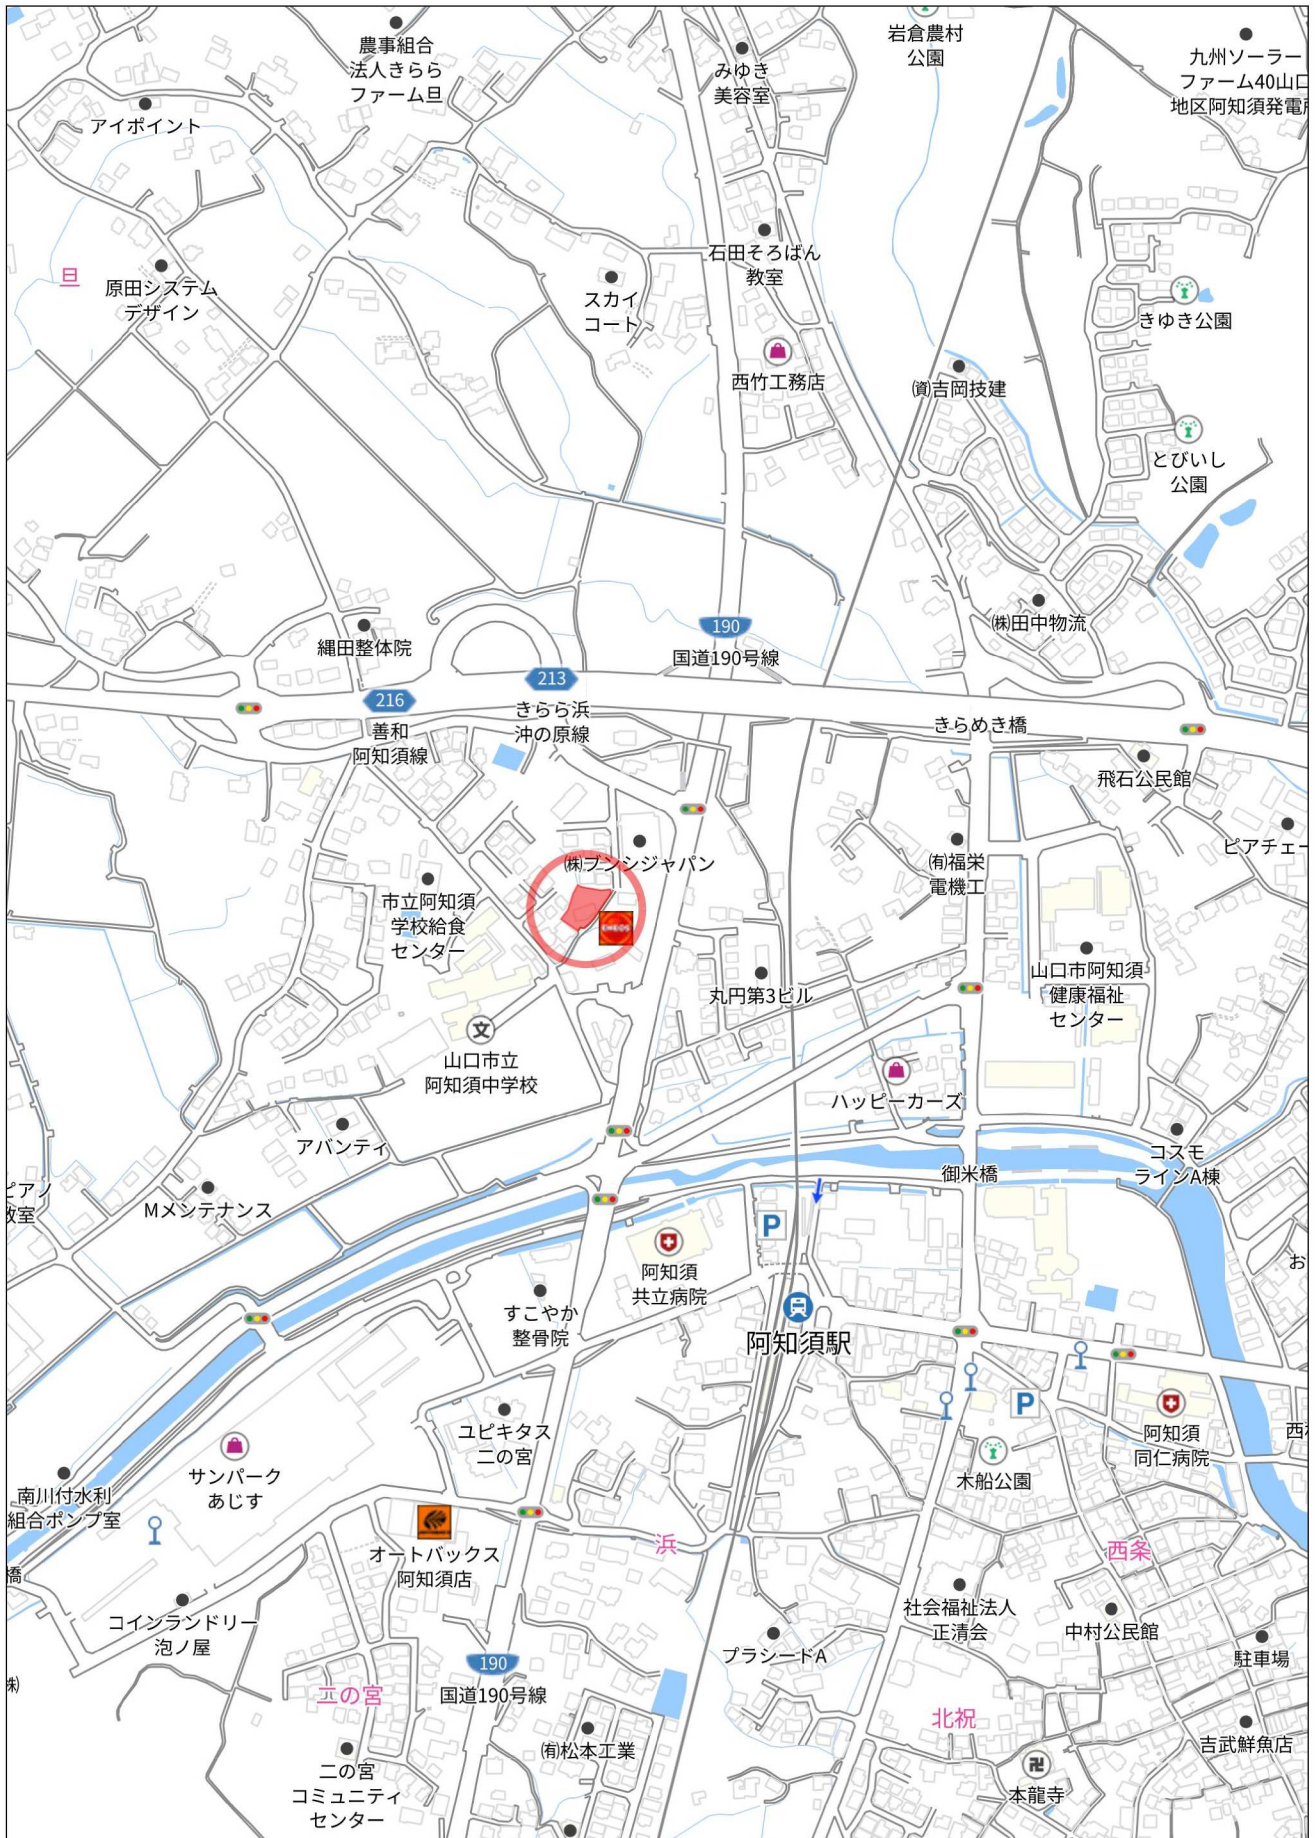 農事組合
法人きらら
ファーム旦
アイポイント
みゆき
美容室
岩倉農村
公園
九州ソーラー
ファーム40山口
地区阿知須発電所
旦
原田システム
デザイン
スカイ
コート
石田そろばん
教室
西竹工務店
きゆき公園
㈾吉岡技建
とびいし
公園
㈱田中物流
縄田整体院
190
国道190号線
213
きらら浜
沖の原線
216
善和
阿知須線
きらめき橋
飛石公民館
ピアチェー
㈱ブンシジャパン
㈲福栄
電機工
市立阿知須
学校給食
センター
ENEOS
丸円第3ビル
山口市阿知須
健康福祉
センター
文
山口市立
阿知須中学校
ハッピーカーズ
アバンティ
コスモ
ラインA棟
御米橋
ピアノ
教室
Mメンテナンス
P
阿知須
共立病院
お
すこやか
整骨院
阿知須駅
ユピキタス
二の宮
P
阿知須
同仁病院
サンパーク
あじす
木船公園
南川付水利
組合ポンプ室
オートバックス
阿知須店
浜
西条
橋
コインランドリー
泡ノ屋
社会福祉法人
正清会
中村公民館
プラシードA
駐車場
190
国道190号線
二の宮
北祝
㈲松本工業
吉武鮮魚店
二の宮
コミュニティ
センター
本龍寺